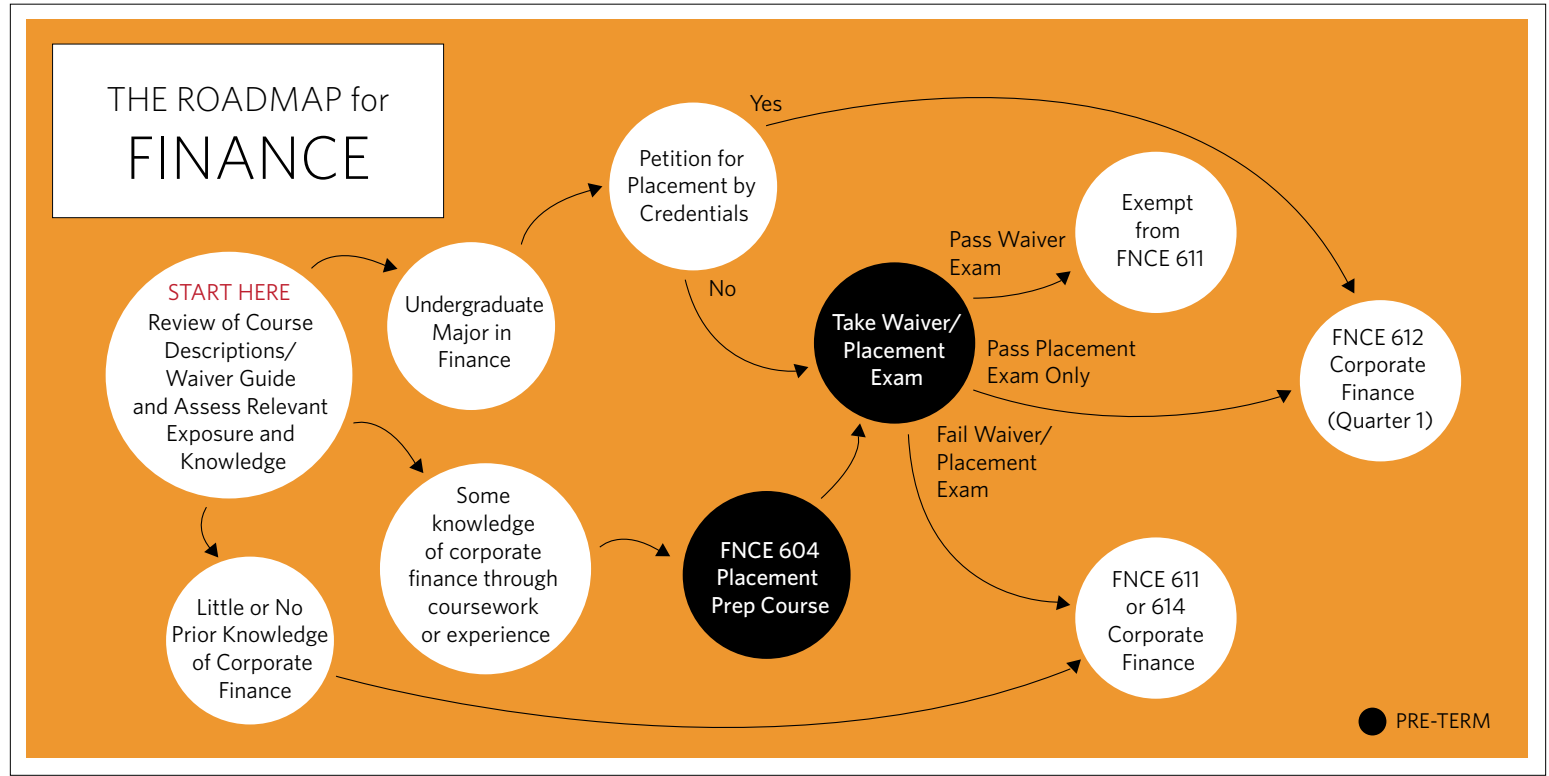 THE ROADMAP for
FINANCE
START HERE
Review of Course
Descriptions/
Waiver Guide
and Assess Relevant
Exposure and
Knowledge
Undergraduate
Major in
Finance
Some
knowledge
of corporate
finance through
coursework
or experience
Little or No
Prior Knowledge
of Corporate
Finance
Petition for
Placement by
Credentials
Yes
No
FNCE 604
Placement
Prep Course
Take Waiver/
Placement
Exam
Pass Waiver
Exam
Pass Placement
Exam Only
Fail Waiver/
Placement
Exam
Exempt
from
FNCE 611
FNCE 612
Corporate
Finance
(Quarter 1)
FNCE 611
or 614
Corporate
Finance
PRE-TERM